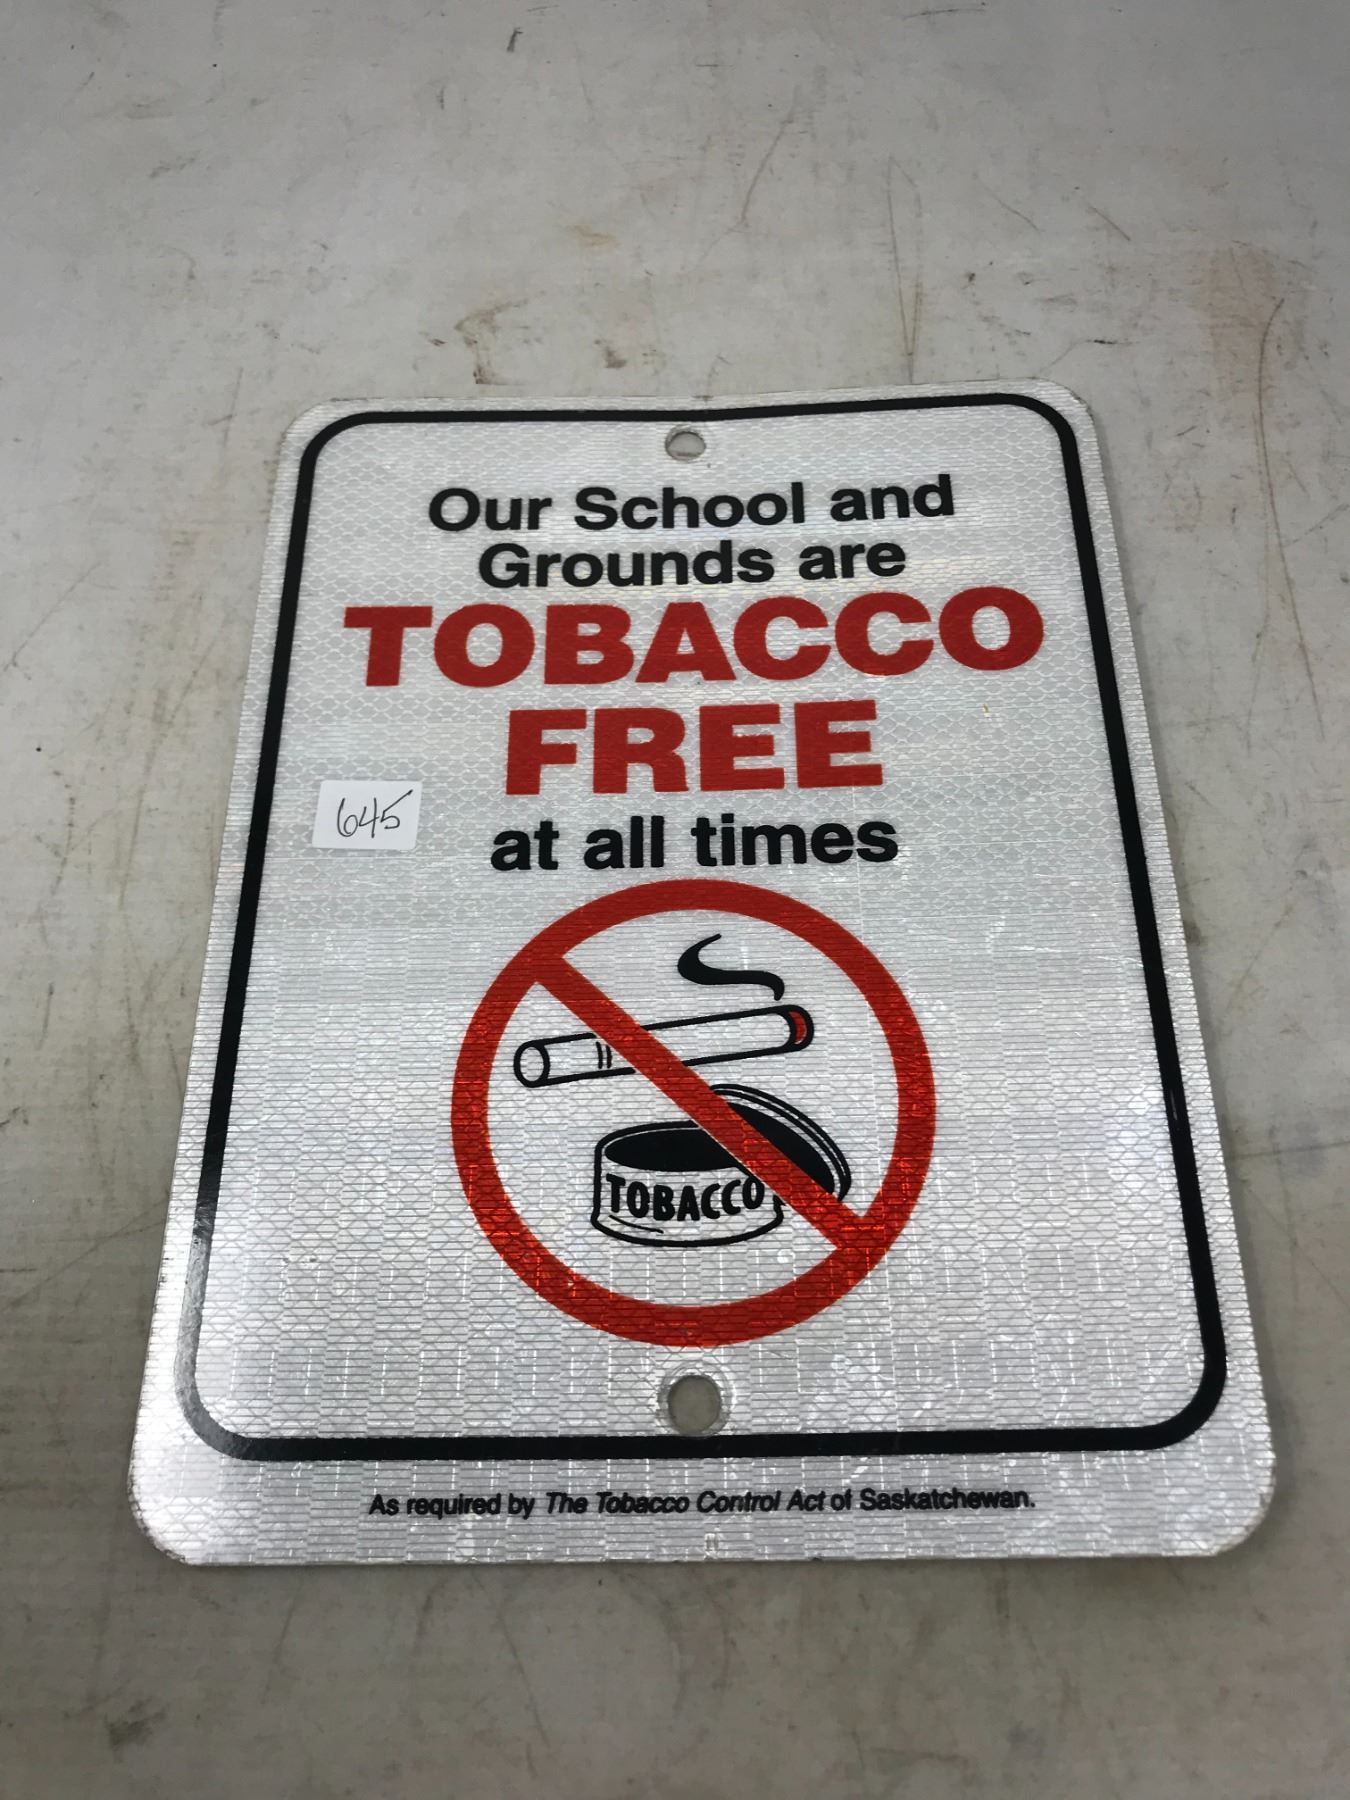 Our School and
Grounds are
TOBACCO
FREE
645
at all times
TOBACCO
As required by The Tobacco Control Act of Saskatchewan.